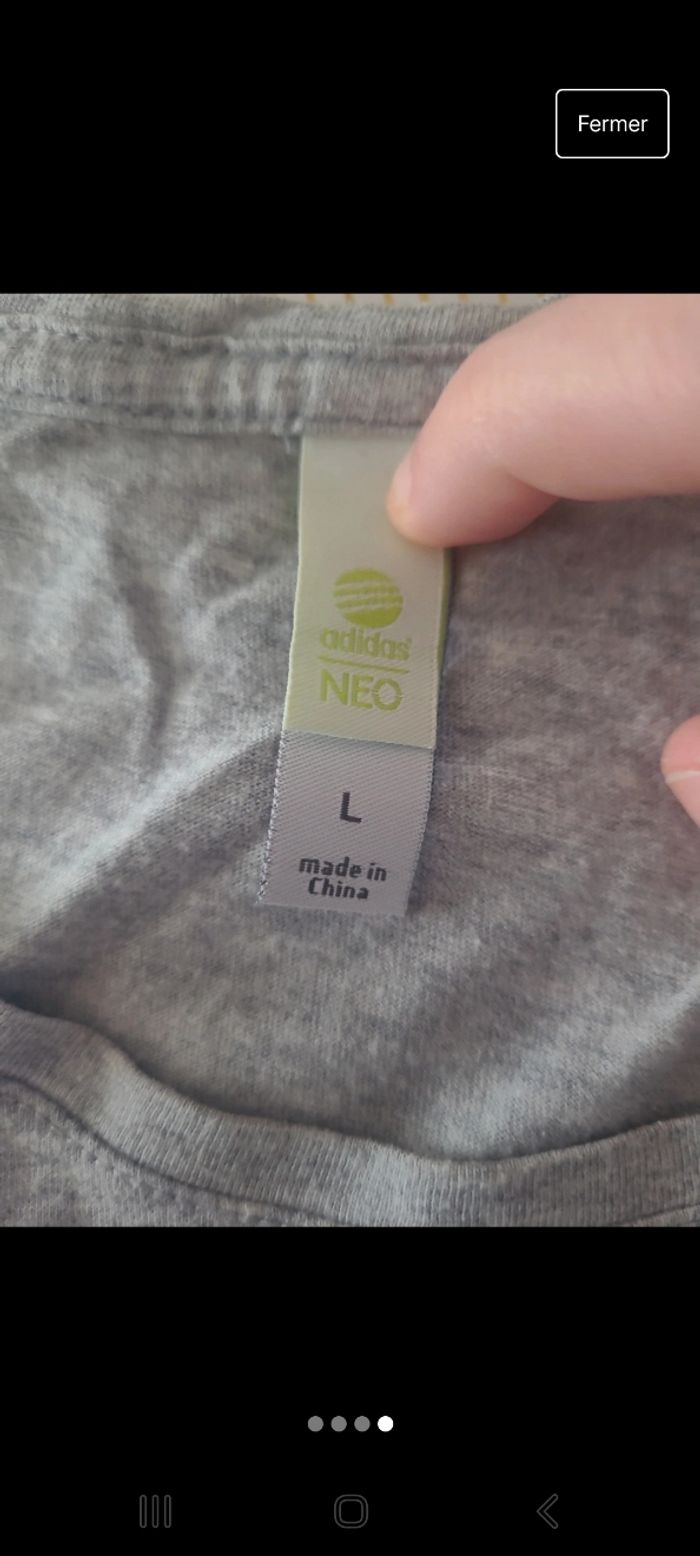 Fermer
adidas
NEO
L
made in
China